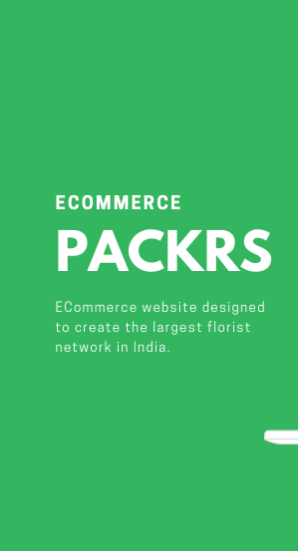 ECOMMERCE
PACKRS
ECommerce website designed
to create the largest florist
network in India.